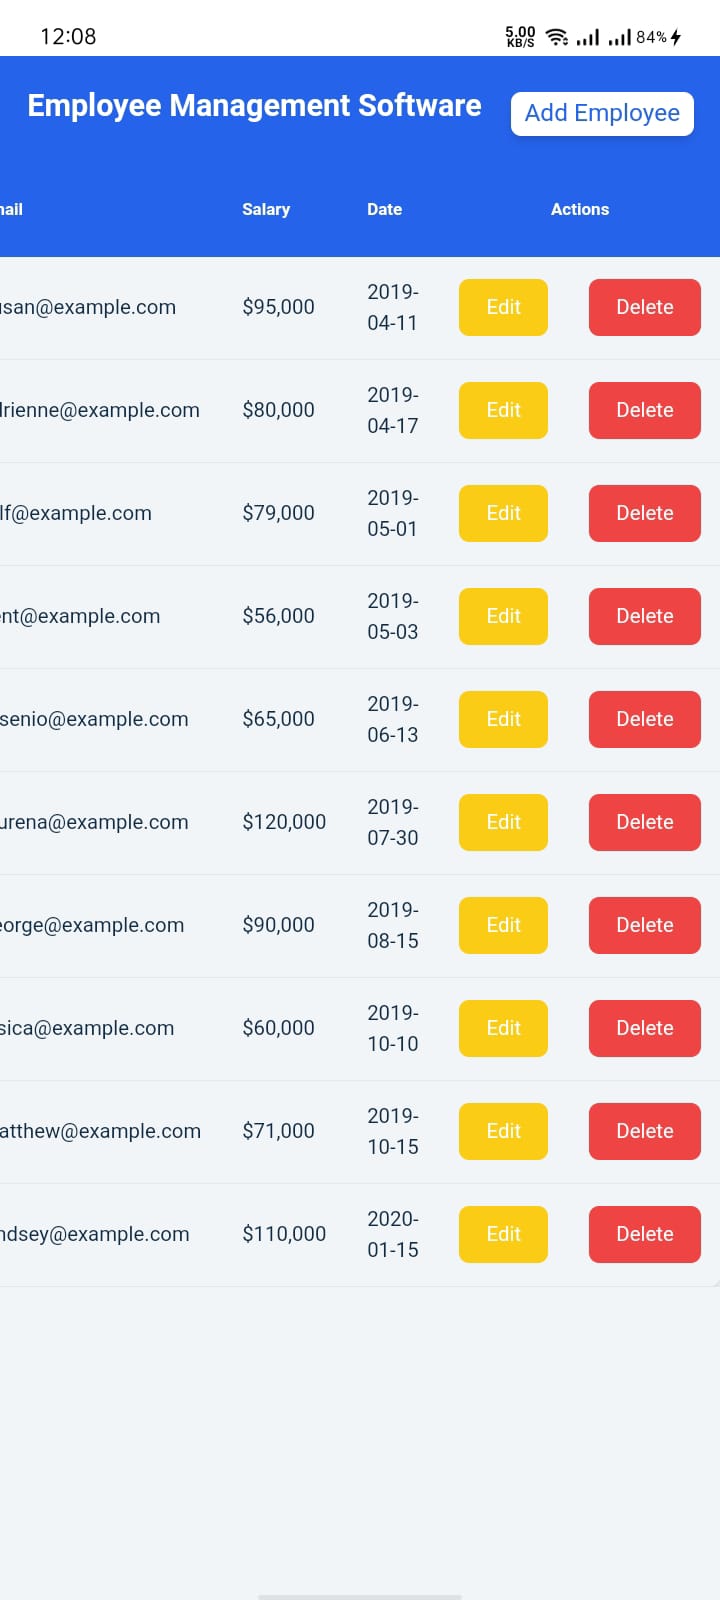 12:08 5.00 KB/S 84%
Employee Management Software Add Employee
Salary Date Actions
$95,000 2019-04-11 Edit Delete
drienne@example.com $80,000 2019-04-17 Edit Delete
lf@example.com $79,000 2019-05-01 Edit Delete
nt@example.com $56,000 2019-05-03 Edit Delete
senio@example.com $65,000 2019-06-13 Edit Delete
urena@example.com $120,000 2019-07-30 Edit Delete
eorge@example.com $90,000 2019-08-15 Edit Delete
sica@example.com $60,000 2019-10-10 Edit Delete
atthew@example.com $71,000 2019-10-15 Edit Delete
ndsey@example.com $110,000 2020-01-15 Edit Delete